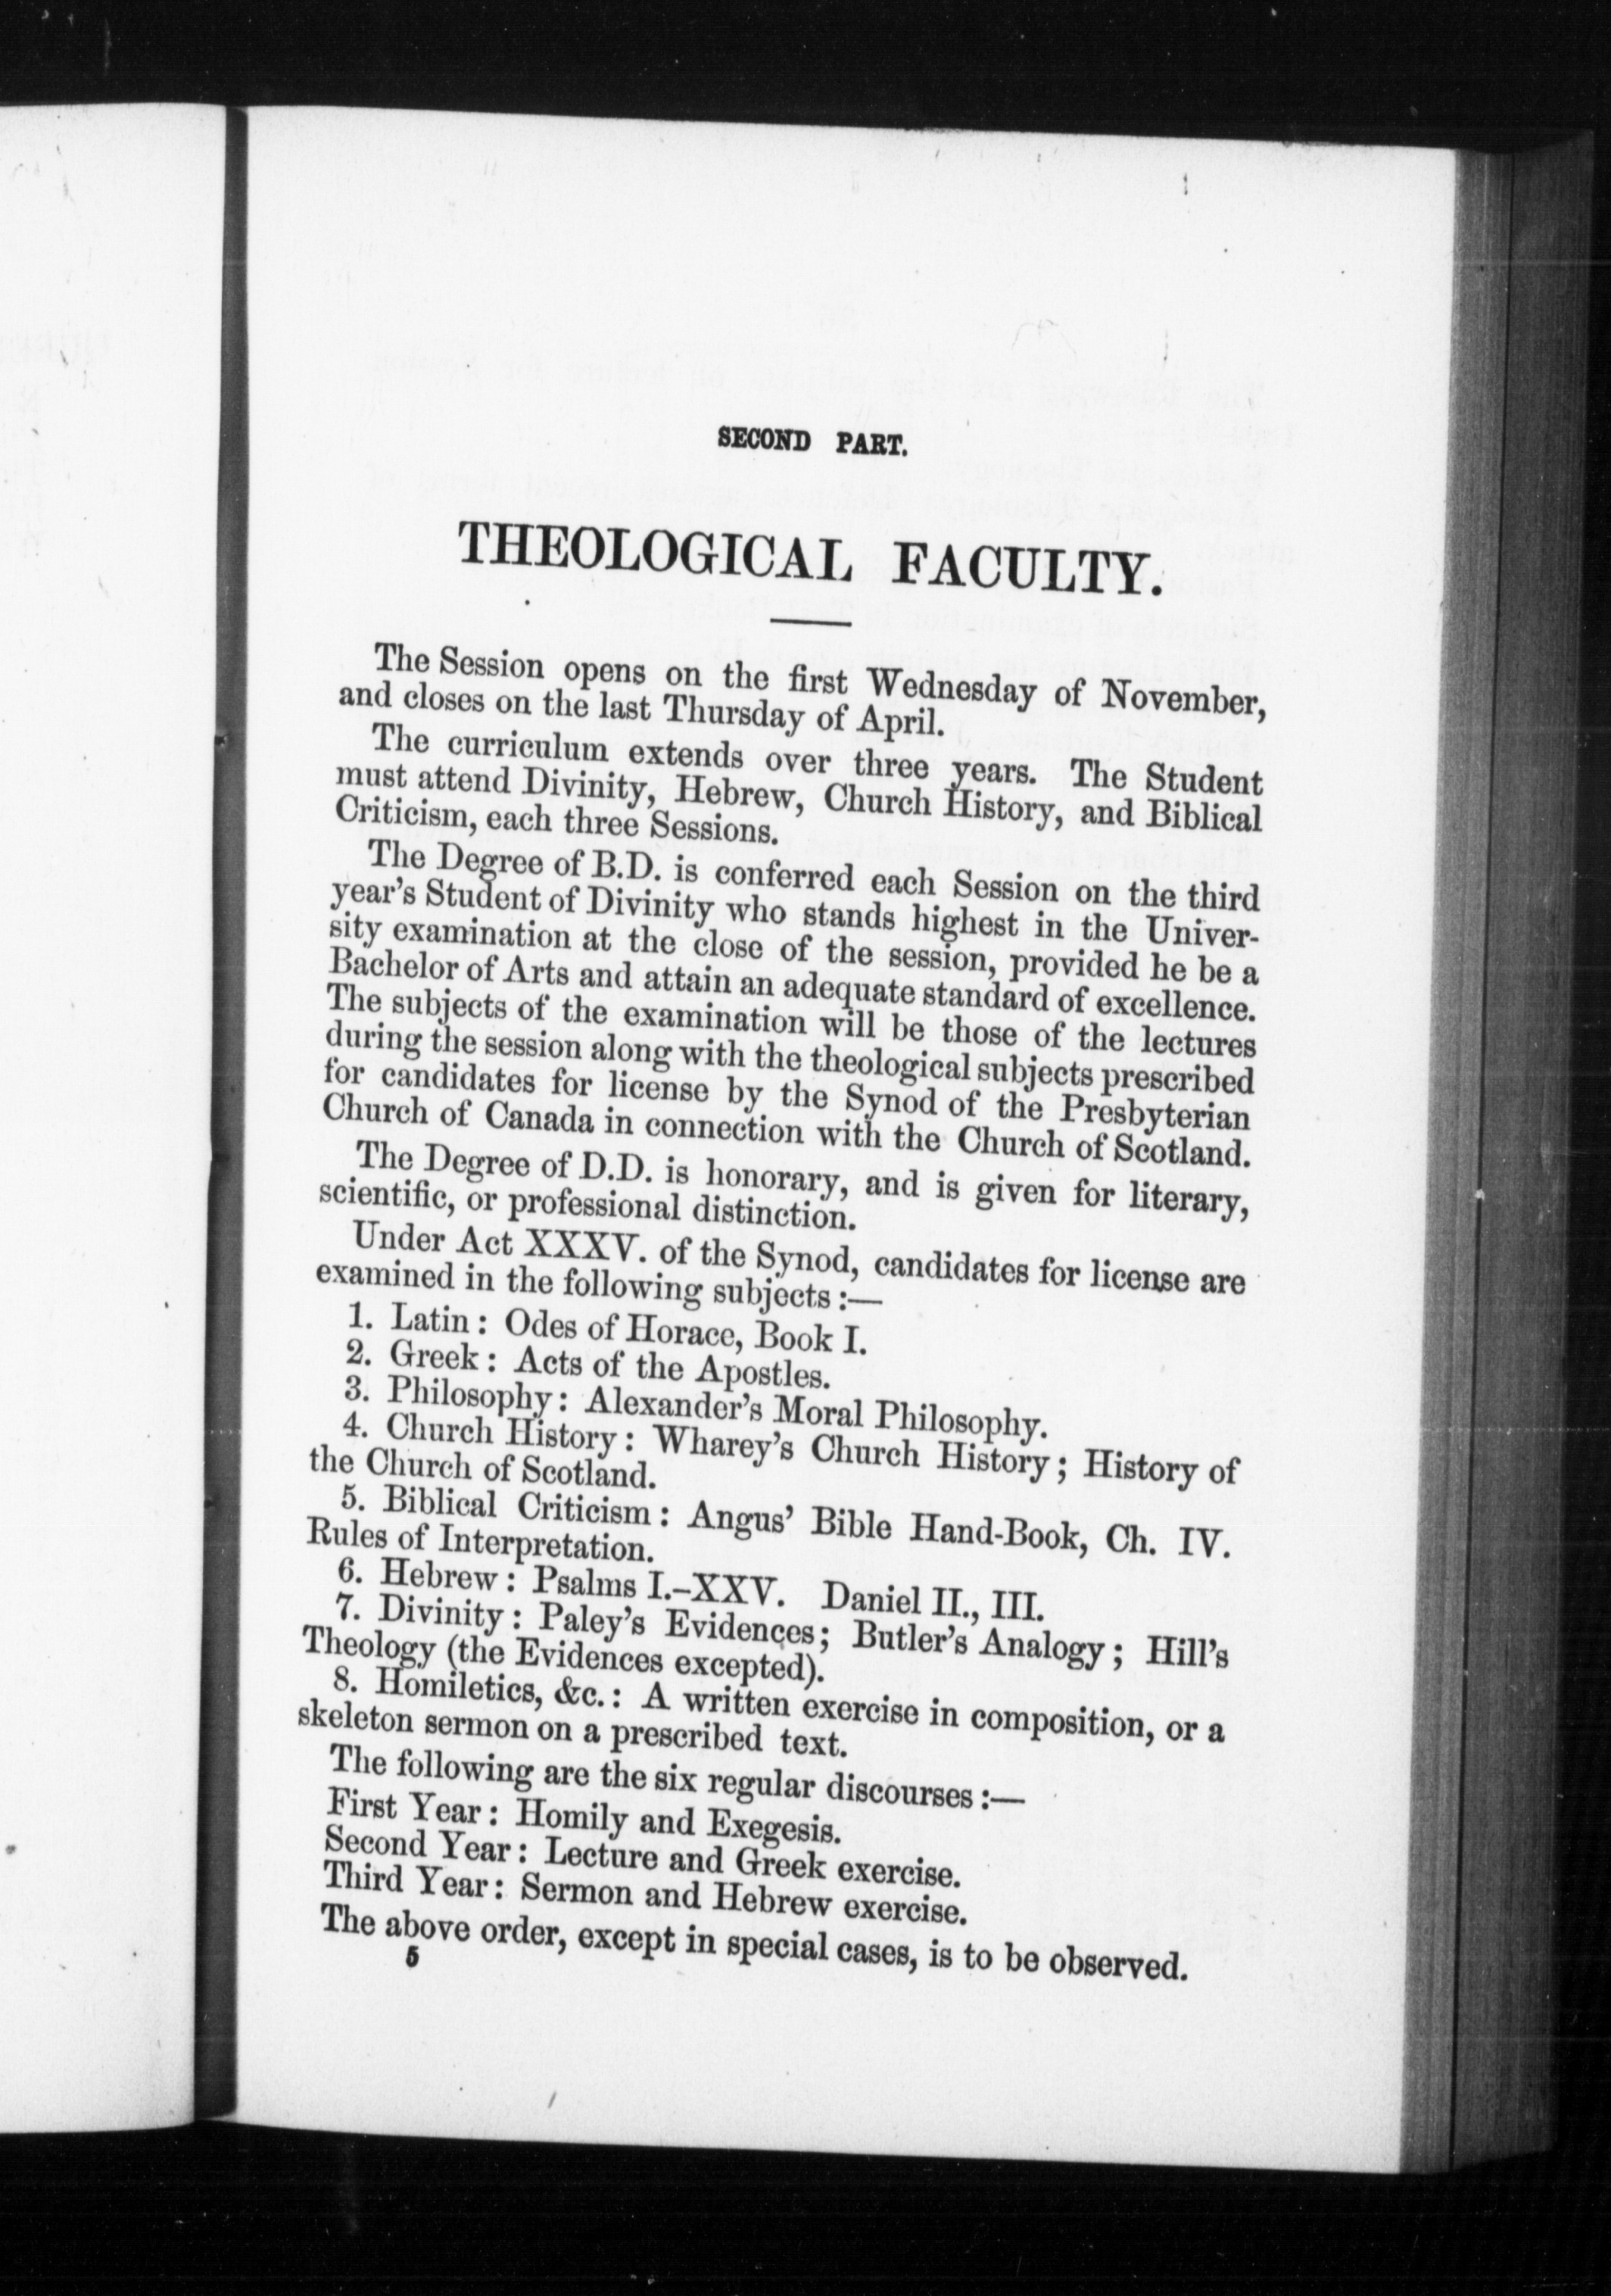 SECOND PART.
THEOLOGICAL FACULTY.
The Session opens on the first Wednesday of November,
and closes on the last Thursday of April.
The curriculum extends over three years. The Student
must attend Divinity, Hebrew, Church History, and Biblical
Criticism, each three Sessions.
The Degree of B.D. is conferred each Session on the third
year's Student of Divinity who stands highest in the Univer-
sity examination at the close of the session, provided he be a
Bachelor of Arts and attain an adequate standard of excellence.
The subjects of the examination will be those of the lectures
during the session along with the theological subjects prescribed
for candidates for license by the Synod of the Presbyterian
Church of Canada in connection with the Church of Scotland.
The Degree of D.D. is honorary, and is given for literary,
scientific, or professional distinction.
Under Act XXXV. of the Synod, candidates for license are
examined in the following subjects :—
1. Latin : Odes of Horace, Book I.
2. Greek : Acts of the Apostles.
3. Philosophy : Alexander's Moral Philosophy.
4. Church History : Wharey's Church History ; History of
the Church of Scotland.
5. Biblical Criticism : Angus' Bible Hand-Book, Ch. IV.
Rules of Interpretation.
6. Hebrew : Psalms I.–XXV. Daniel II., III.
7. Divinity : Paley's Evidences ; Butler's Analogy ; Hill's
Theology (the Evidences excepted).
8. Homiletics, &c. : A written exercise in composition, or a
skeleton sermon on a prescribed text.
The following are the six regular discourses :—
First Year : Homily and Exegesis.
Second Year : Lecture and Greek exercise.
Third Year : Sermon and Hebrew exercise.
The above order, except in special cases, is to be observed.
5